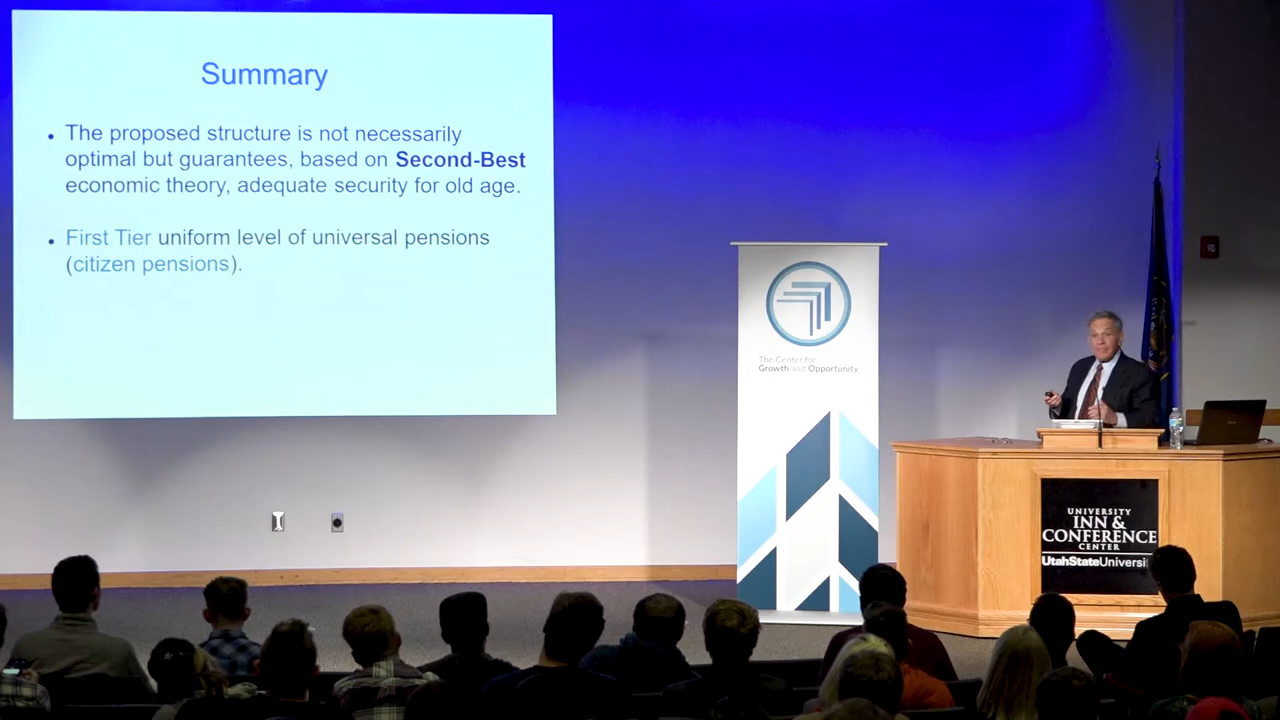 Summary
• The proposed structure is not necessarily
optimal but guarantees, based on Second-Best
economic theory, adequate security for old age.
• First Tier uniform level of universal pensions
(citizen pensions).
The Center for
Growth and Opportunity
UNIVERSITY
INN &
CONFERENCE
CENTER
UtahStateUniversi